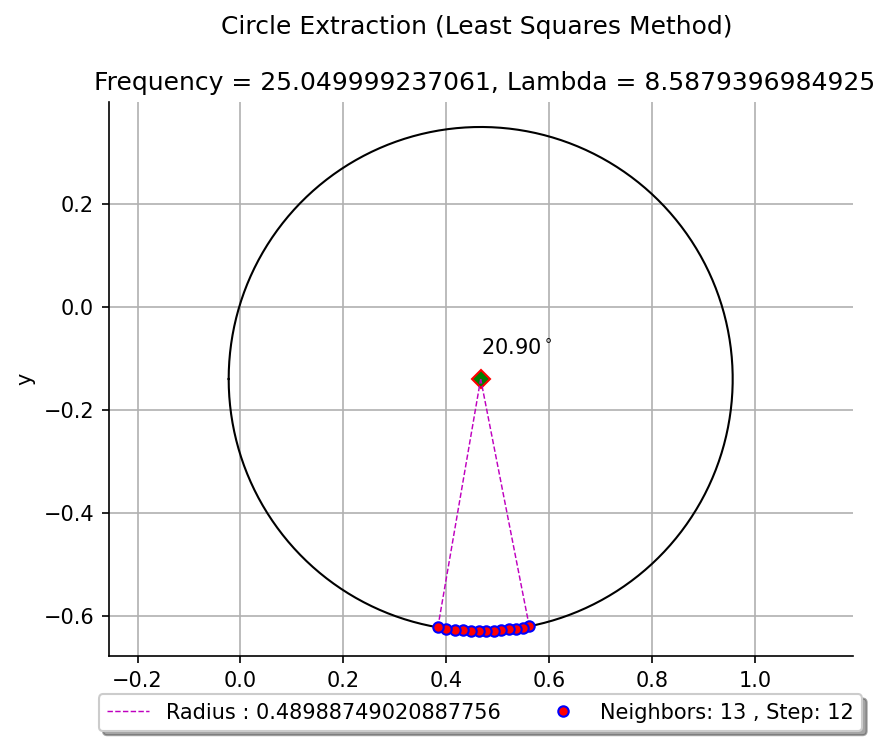 Circle Extraction (Least Squares Method)
Frequency = 25.049999237061, Lambda = 8.5879396984925
0.2
0.0
−0.2
−0.4
−0.6
y
20.90°
−0.2 0.0 0.2 0.4 0.6 0.8 1.0
Radius : 0.48988749020887756 Neighbors: 13 , Step: 12